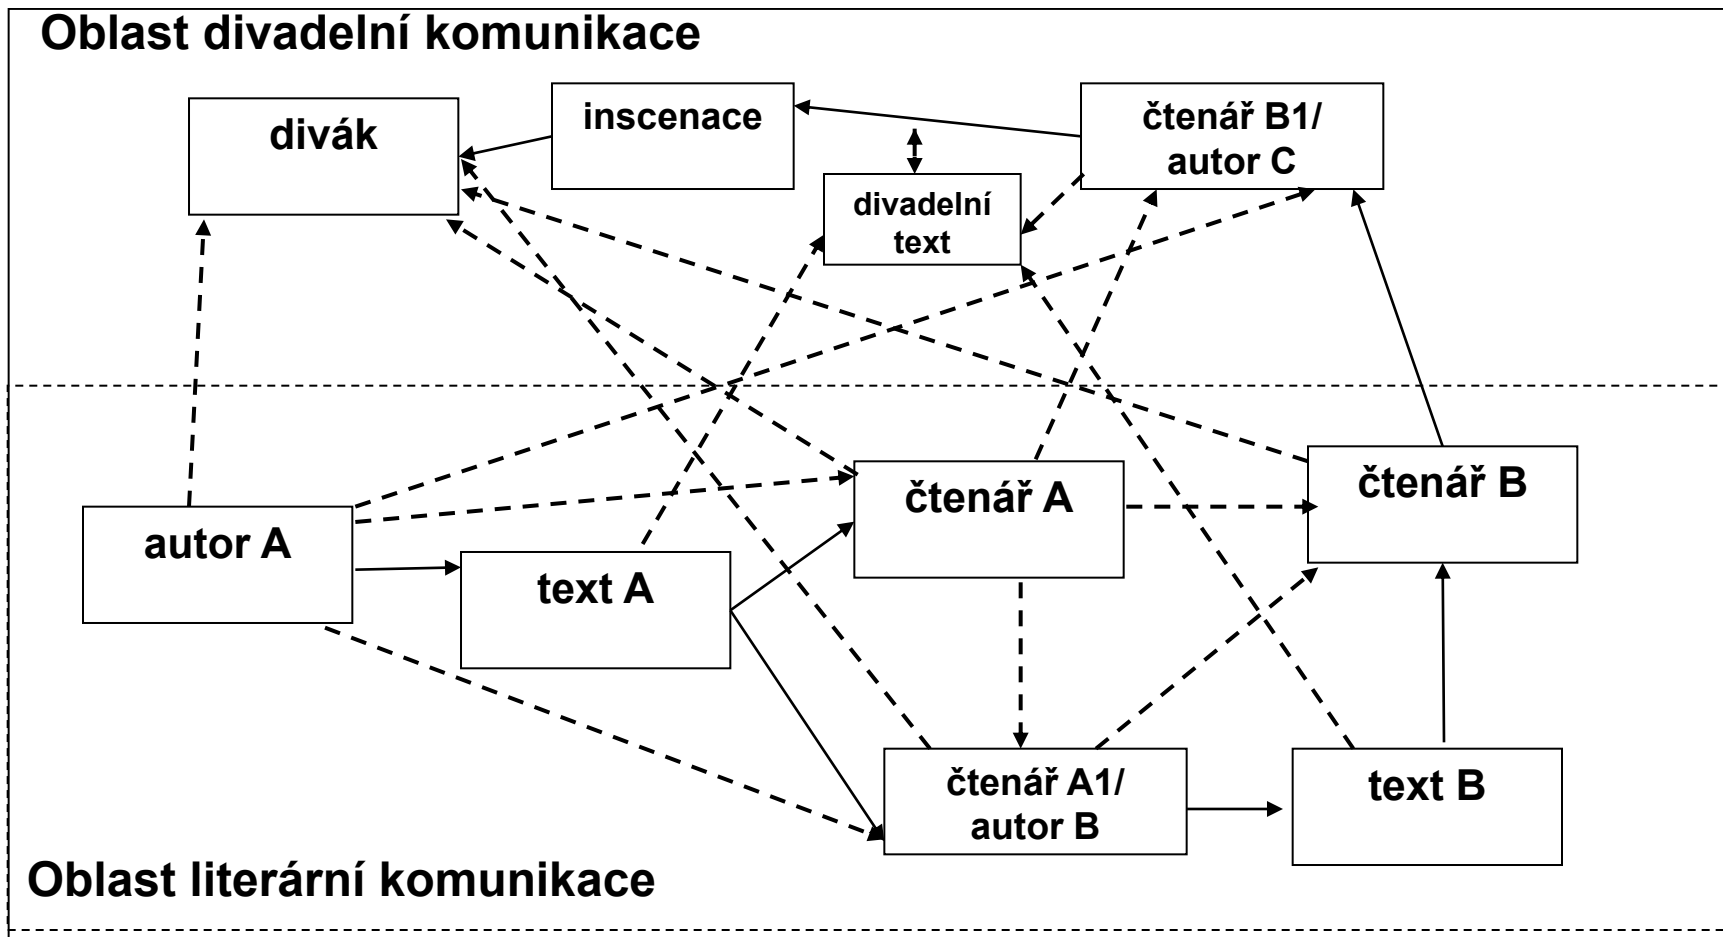 Oblast divadelní komunikace
divák
inscenace
čtenář B1/
autor C
divadelní
text
autor A
text A
čtenář A
čtenář B
čtenář A1/
autor B
text B
Oblast literární komunikace